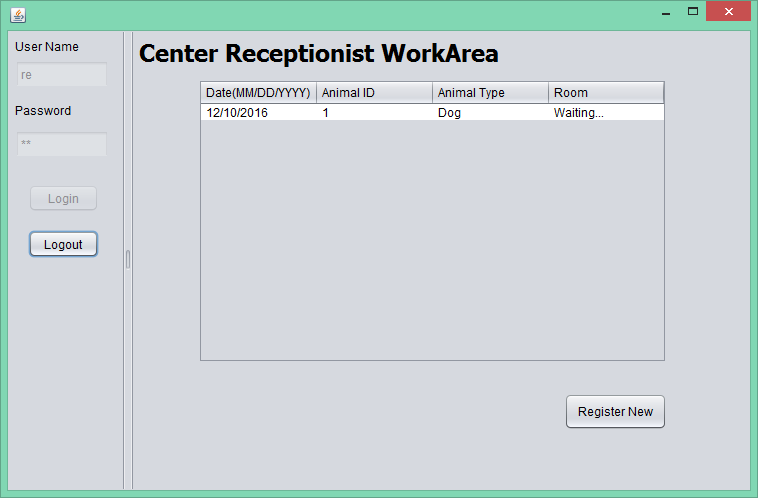 User Name
re
Password
**
Login
Logout
Center Receptionist WorkArea
Date(MM/DD/YYYY) Animal ID Animal Type Room
12/10/2016 1 Dog Waiting...
Register New